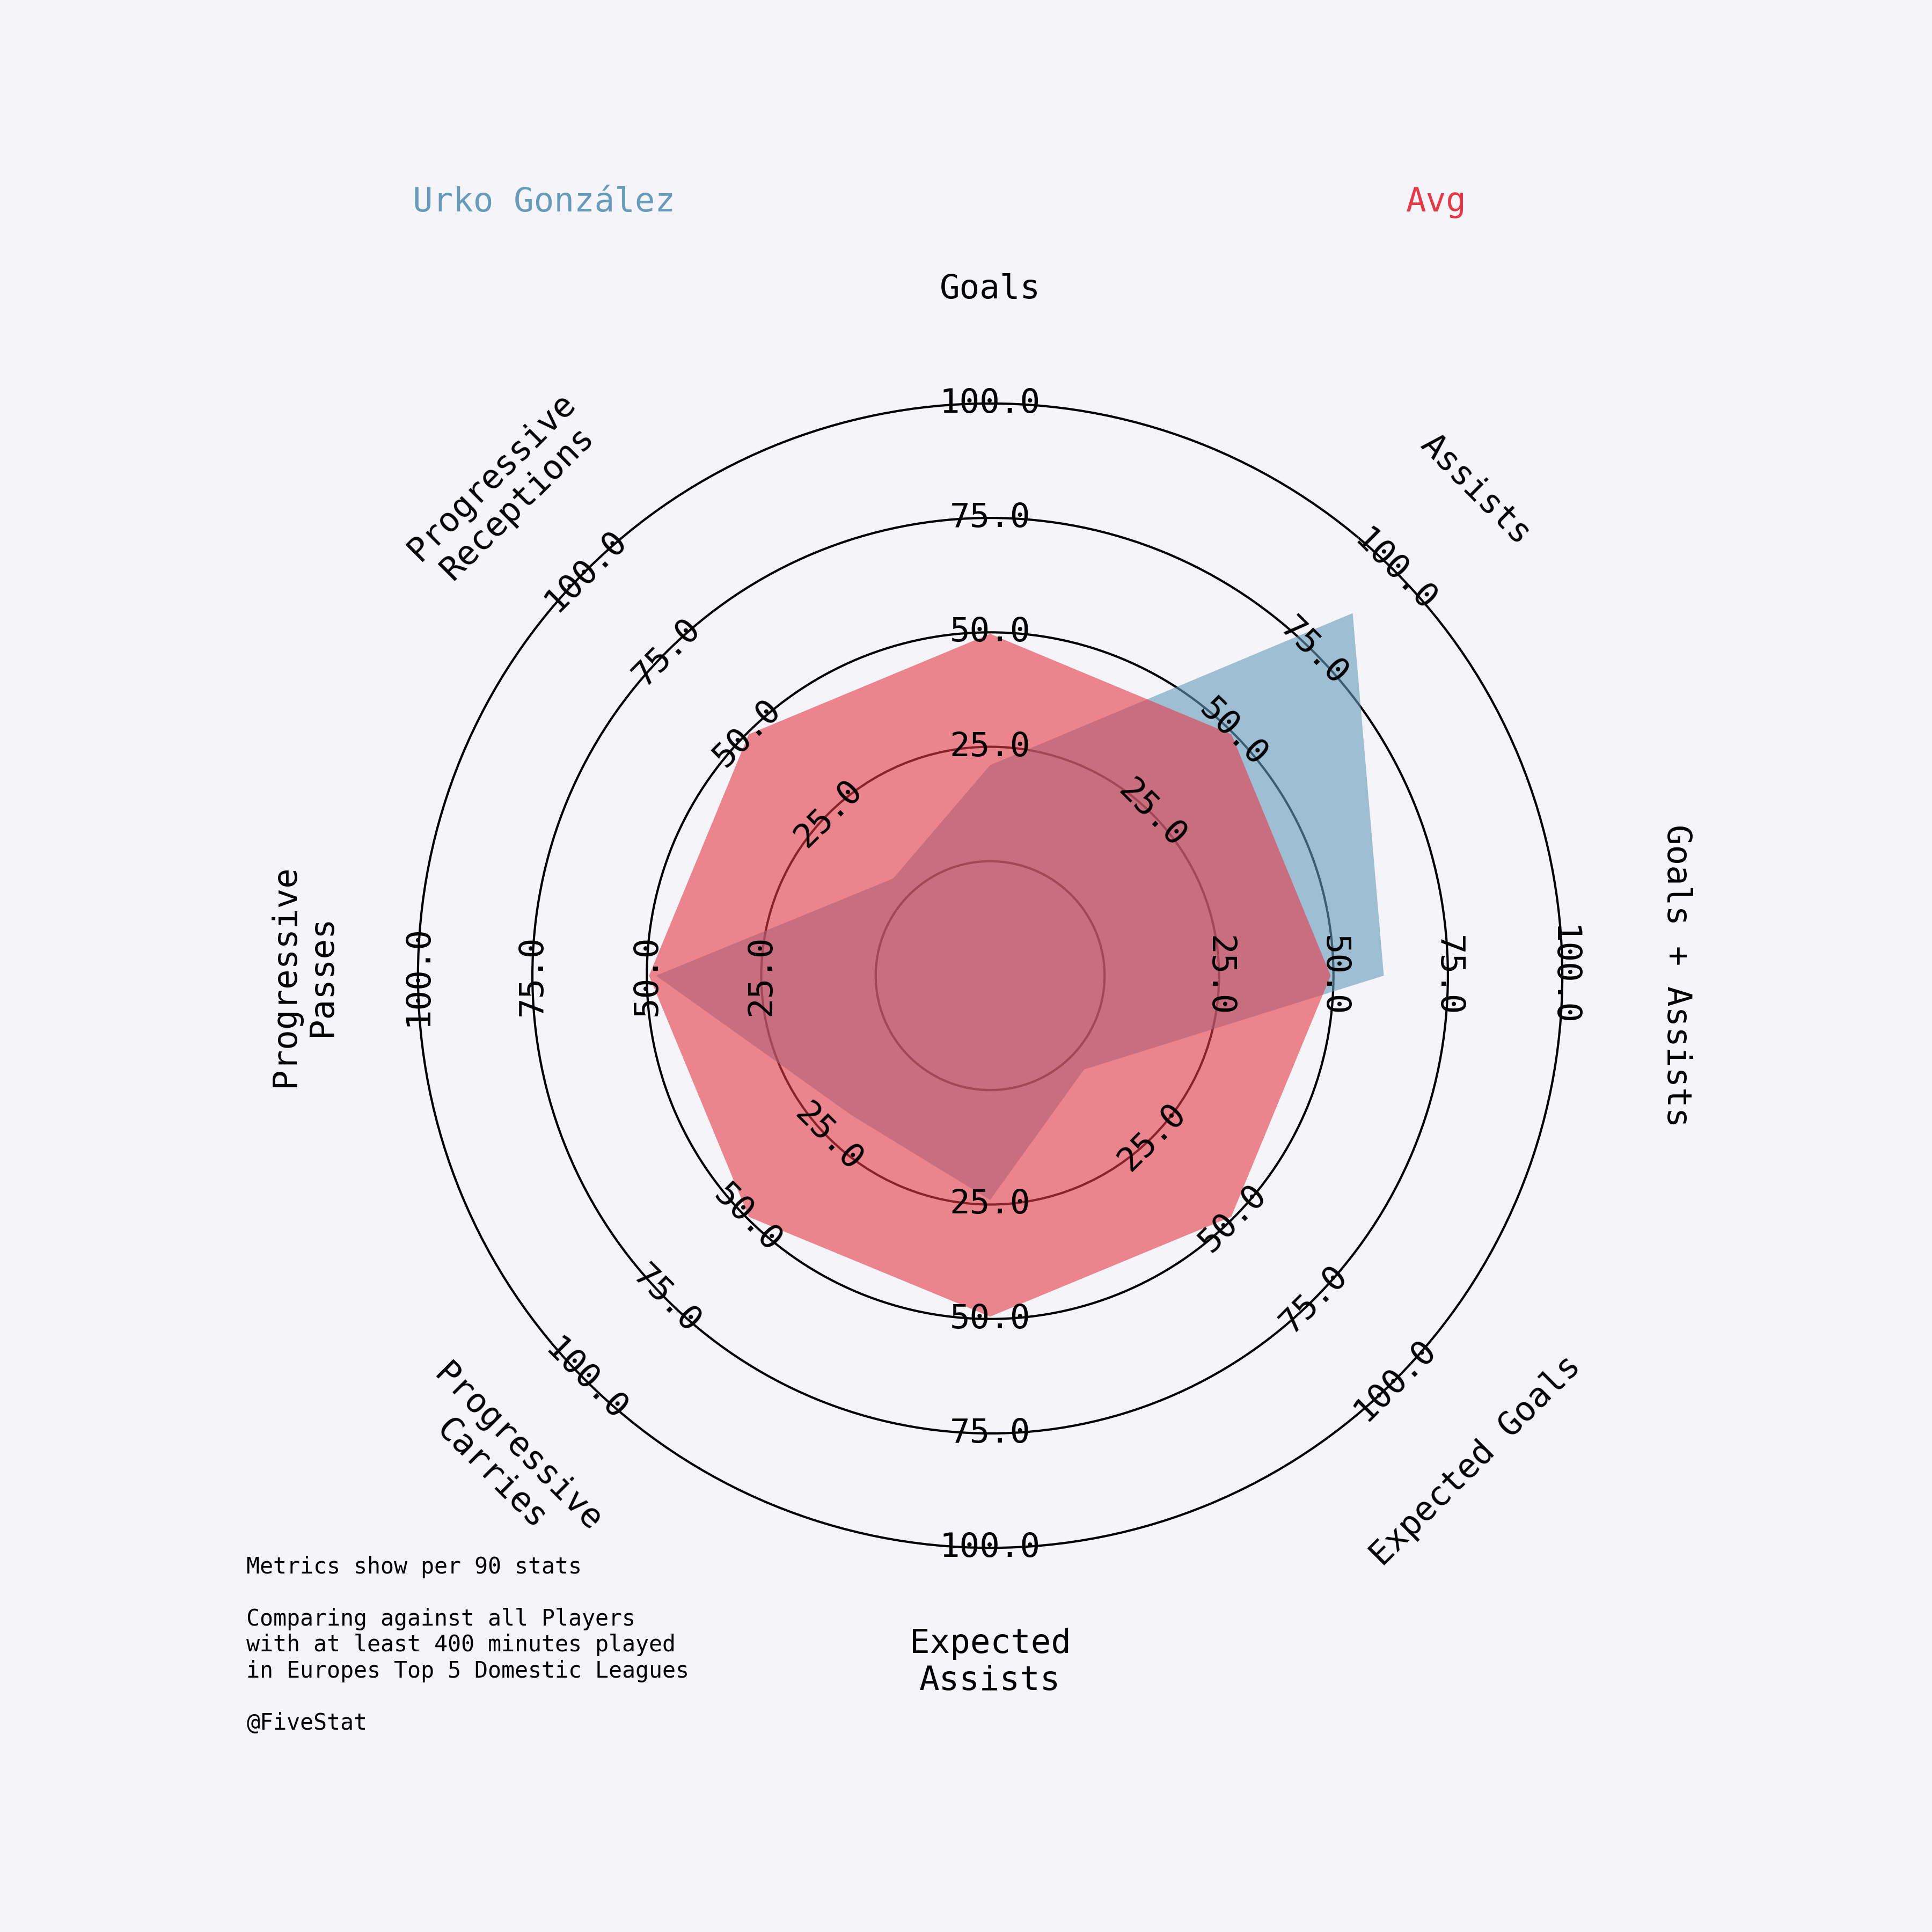 Urko González
Avg
Goals
Assists
Goals + Assists
Expected Goals
Expected
Assists
Progressive
Carries
Progressive
Passes
Progressive
Receptions
25.0
50.0
75.0
100.0
25.0
50.0
75.0
100.0
25.0
50.0
75.0
100.0
25.0
50.0
75.0
100.0
25.0
50.0
75.0
100.0
25.0
50.0
75.0
100.0
25.0
50.0
75.0
100.0
25.0
50.0
75.0
100.0
Metrics show per 90 stats
Comparing against all Players
with at least 400 minutes played
in Europes Top 5 Domestic Leagues
@FiveStat